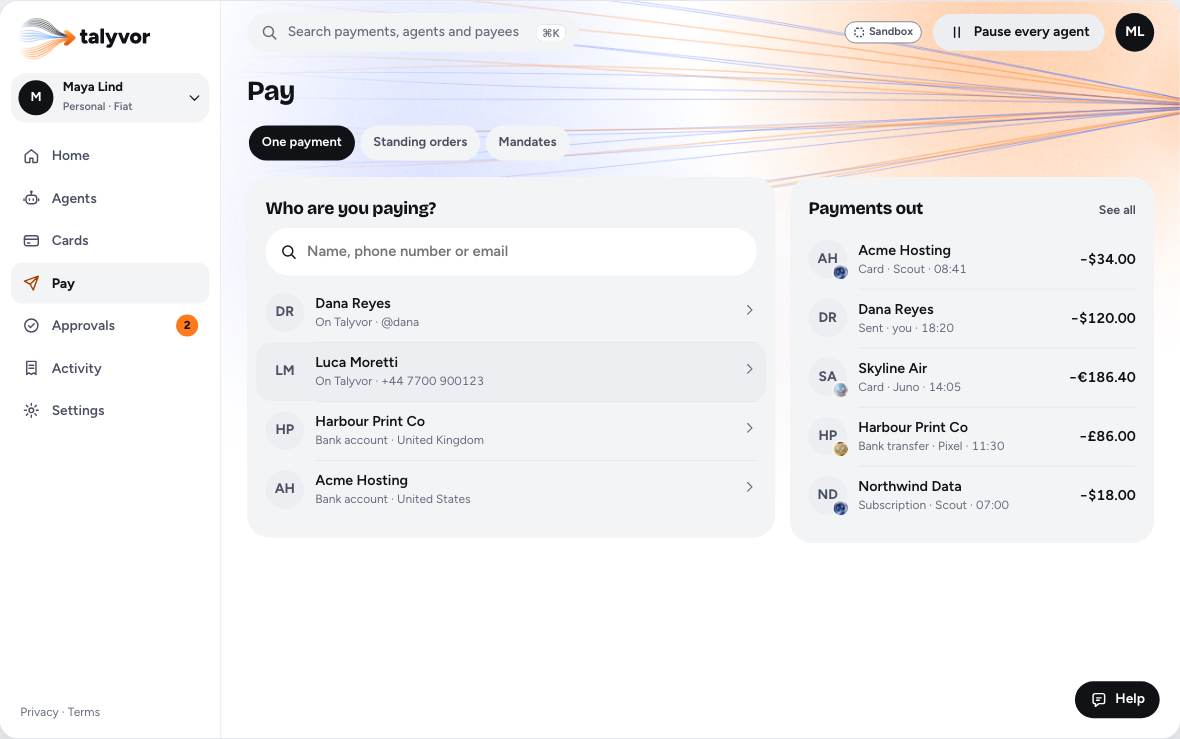 talyvor
Search payments, agents and payees
⌘K
Sandbox
Pause every agent
ML
M
Maya Lind
Personal · Fiat
Home
Agents
Cards
Pay
Approvals
2
Activity
Settings
Privacy · Terms
Pay
One payment
Standing orders
Mandates
Who are you paying?
Name, phone number or email
DR
Dana Reyes
On Talyvor · @dana
LM
Luca Moretti
On Talyvor · +44 7700 900123
HP
Harbour Print Co
Bank account · United Kingdom
AH
Acme Hosting
Bank account · United States
Payments out
See all
AH
Acme Hosting
Card · Scout · 08:41
-$34.00
DR
Dana Reyes
Sent · you · 18:20
-$120.00
SA
Skyline Air
Card · Juno · 14:05
-€186.40
HP
Harbour Print Co
Bank transfer · Pixel · 11:30
-£86.00
ND
Northwind Data
Subscription · Scout · 07:00
-$18.00
Help